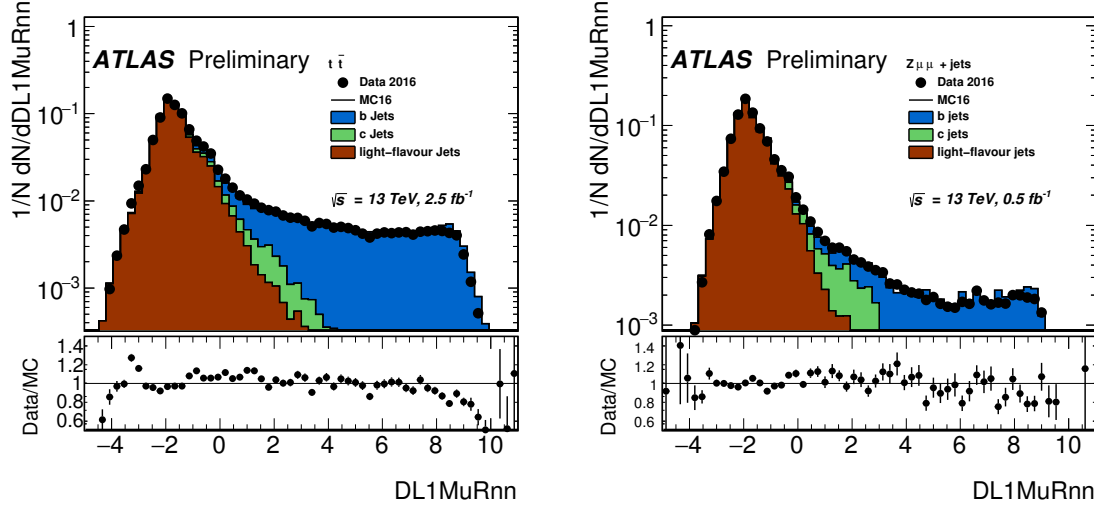 1/N dN/dDL1MuRnn
1
10⁻¹
10⁻²
10⁻³
ATLAS Preliminary t t̄
Data 2016
MC16
b Jets
c Jets
light-flavour Jets
√s = 13 TeV, 2.5 fb⁻¹
Data/MC
1.4
1.2
1
0.8
0.6
−4 −2 0 2 4 6 8 10
DL1MuRnn
1/N dN/dDL1MuRnn
1
10⁻¹
10⁻²
10⁻³
ATLAS Preliminary Z μ μ + jets
Data 2016
MC16
b jets
c jets
light-flavour jets
√s = 13 TeV, 0.5 fb⁻¹
Data/MC
1.4
1.2
1
0.8
0.6
−4 −2 0 2 4 6 8 10
DL1MuRnn